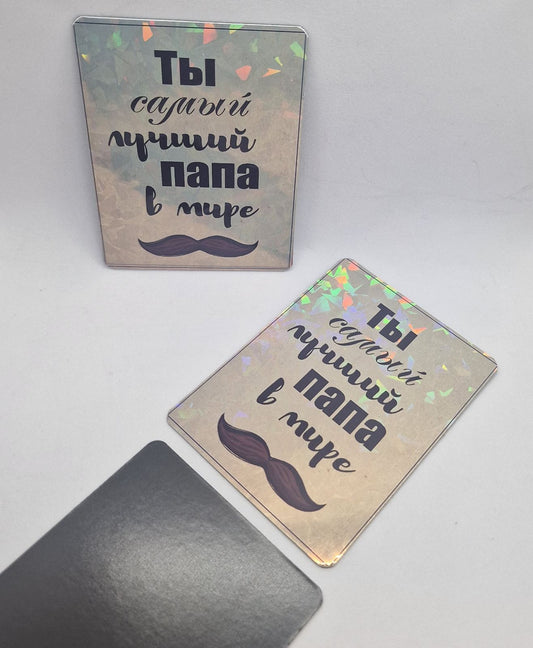 Ты
самый
лучший
папа
в мире
Ты
самый
лучший
папа
в мире